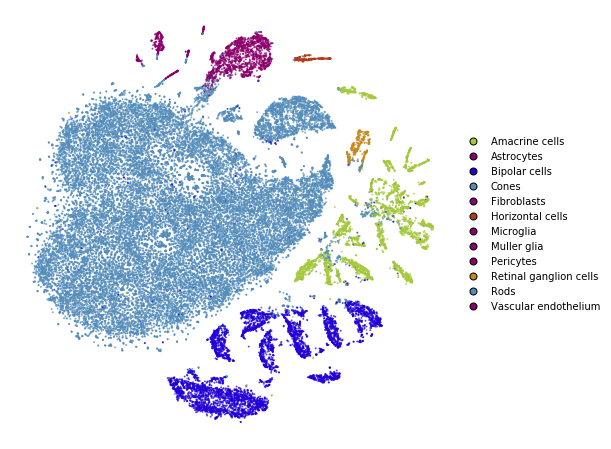 Amacrine cells
Astrocytes
Bipolar cells
Cones
Fibroblasts
Horizontal cells
Microglia
Muller glia
Pericytes
Retinal ganglion cells
Rods
Vascular endothelium